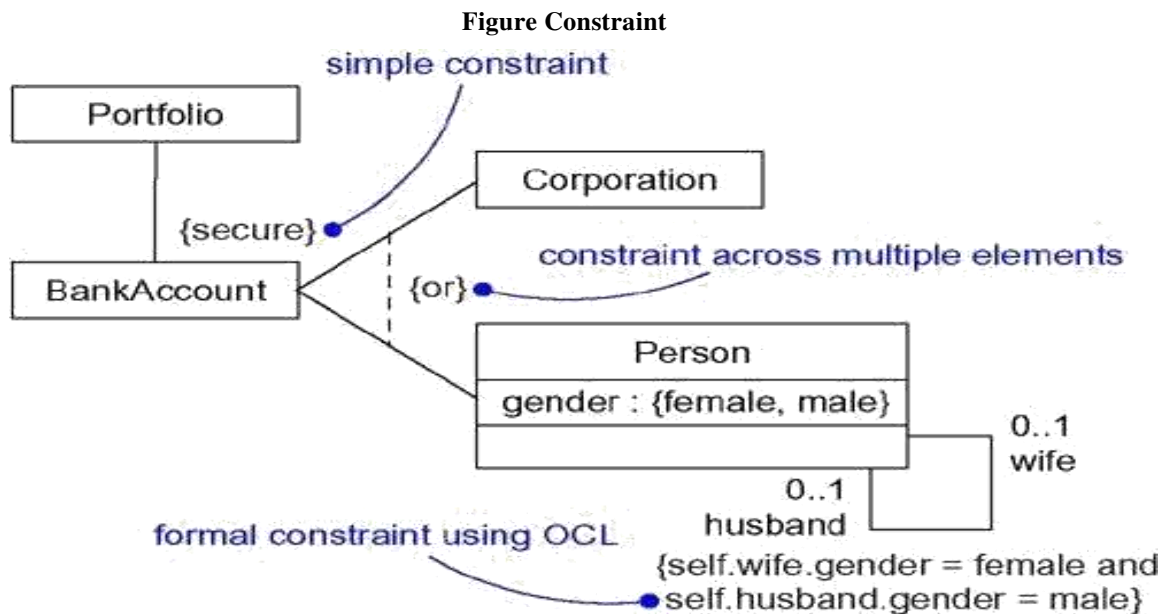 Figure Constraint
simple constraint
Portfolio
Corporation
{secure}
constraint across multiple elements
BankAccount
{or}
Person
gender : {female, male}
0..1
wife
0..1
husband
formal constraint using OCL
{self.wife.gender = female and
self.husband.gender = male}